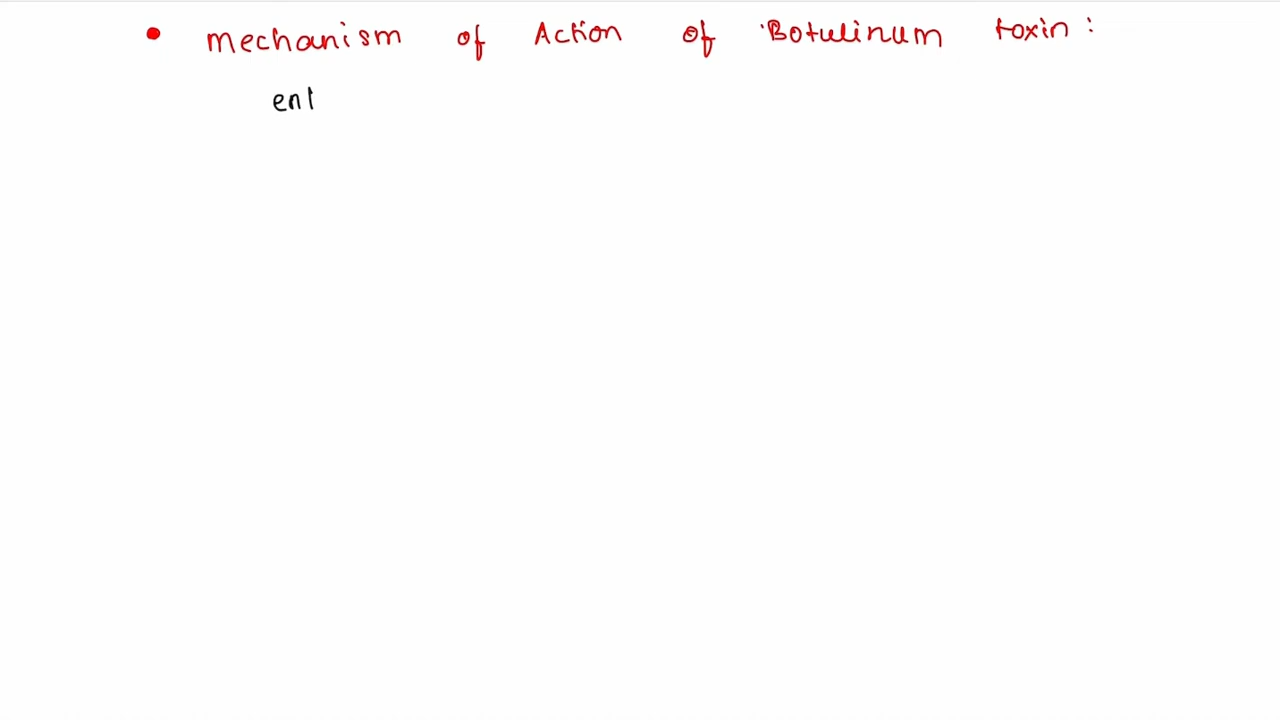 • mechanism of Action of Botulinum toxin :
ent